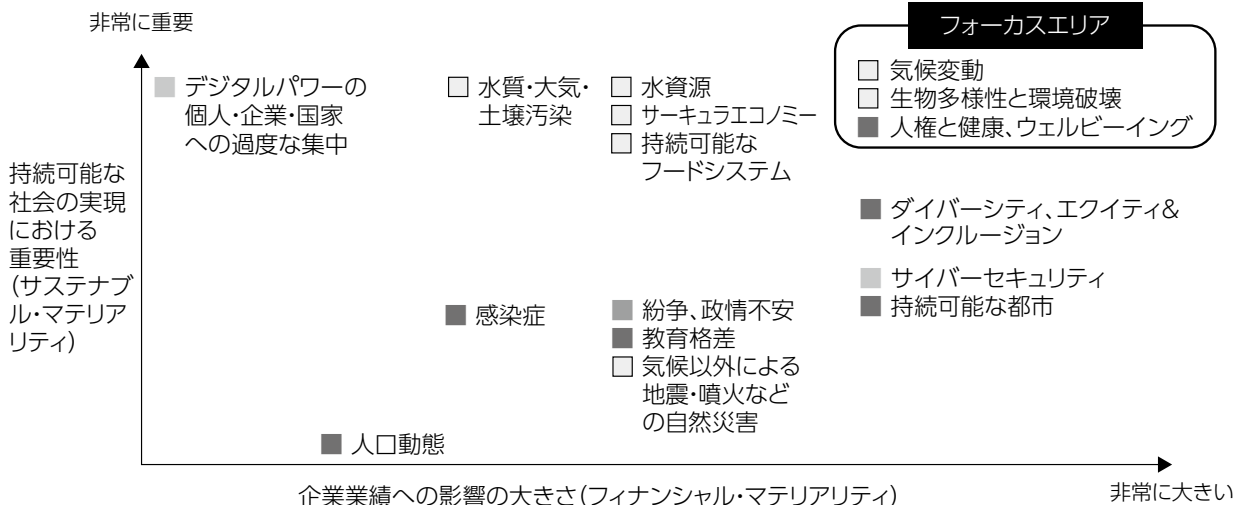 非常に重要
フォーカスエリア
デジタルパワーの
個人・企業・国家
への過度な集中
水質・大気・
土壌汚染
水資源
サーキュラエコノミー
持続可能な
フードシステム
気候変動
生物多様性と環境破壊
人権と健康、ウェルビーイング
持続可能な
社会の実現
における
重要性
(サステナブ
ル・マテリア
リティ)
ダイバーシティ、エクイティ&
インクルージョン
サイバーセキュリティ
持続可能な都市
感染症
紛争、政情不安
教育格差
気候以外による
地震・噴火など
の自然災害
人口動態
企業業績への影響の大きさ(フィナンシャル・マテリアリティ)
非常に大きい